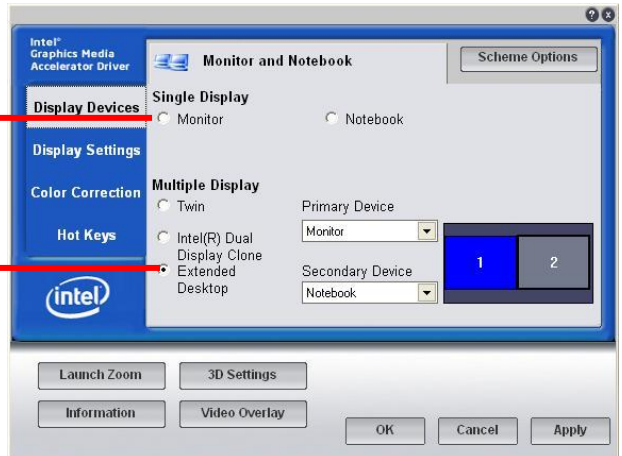 Intel®
Graphics Media
Accelerator Driver
Monitor and Notebook
Scheme Options
Display Devices
Display Settings
Color Correction
Hot Keys
intel
Single Display
Monitor
Notebook
Multiple Display
Twin
Intel(R) Dual
Display Clone
Extended
Desktop
Primary Device
Monitor
Secondary Device
Notebook
1
2
Launch Zoom
3D Settings
Information
Video Overlay
OK
Cancel
Apply